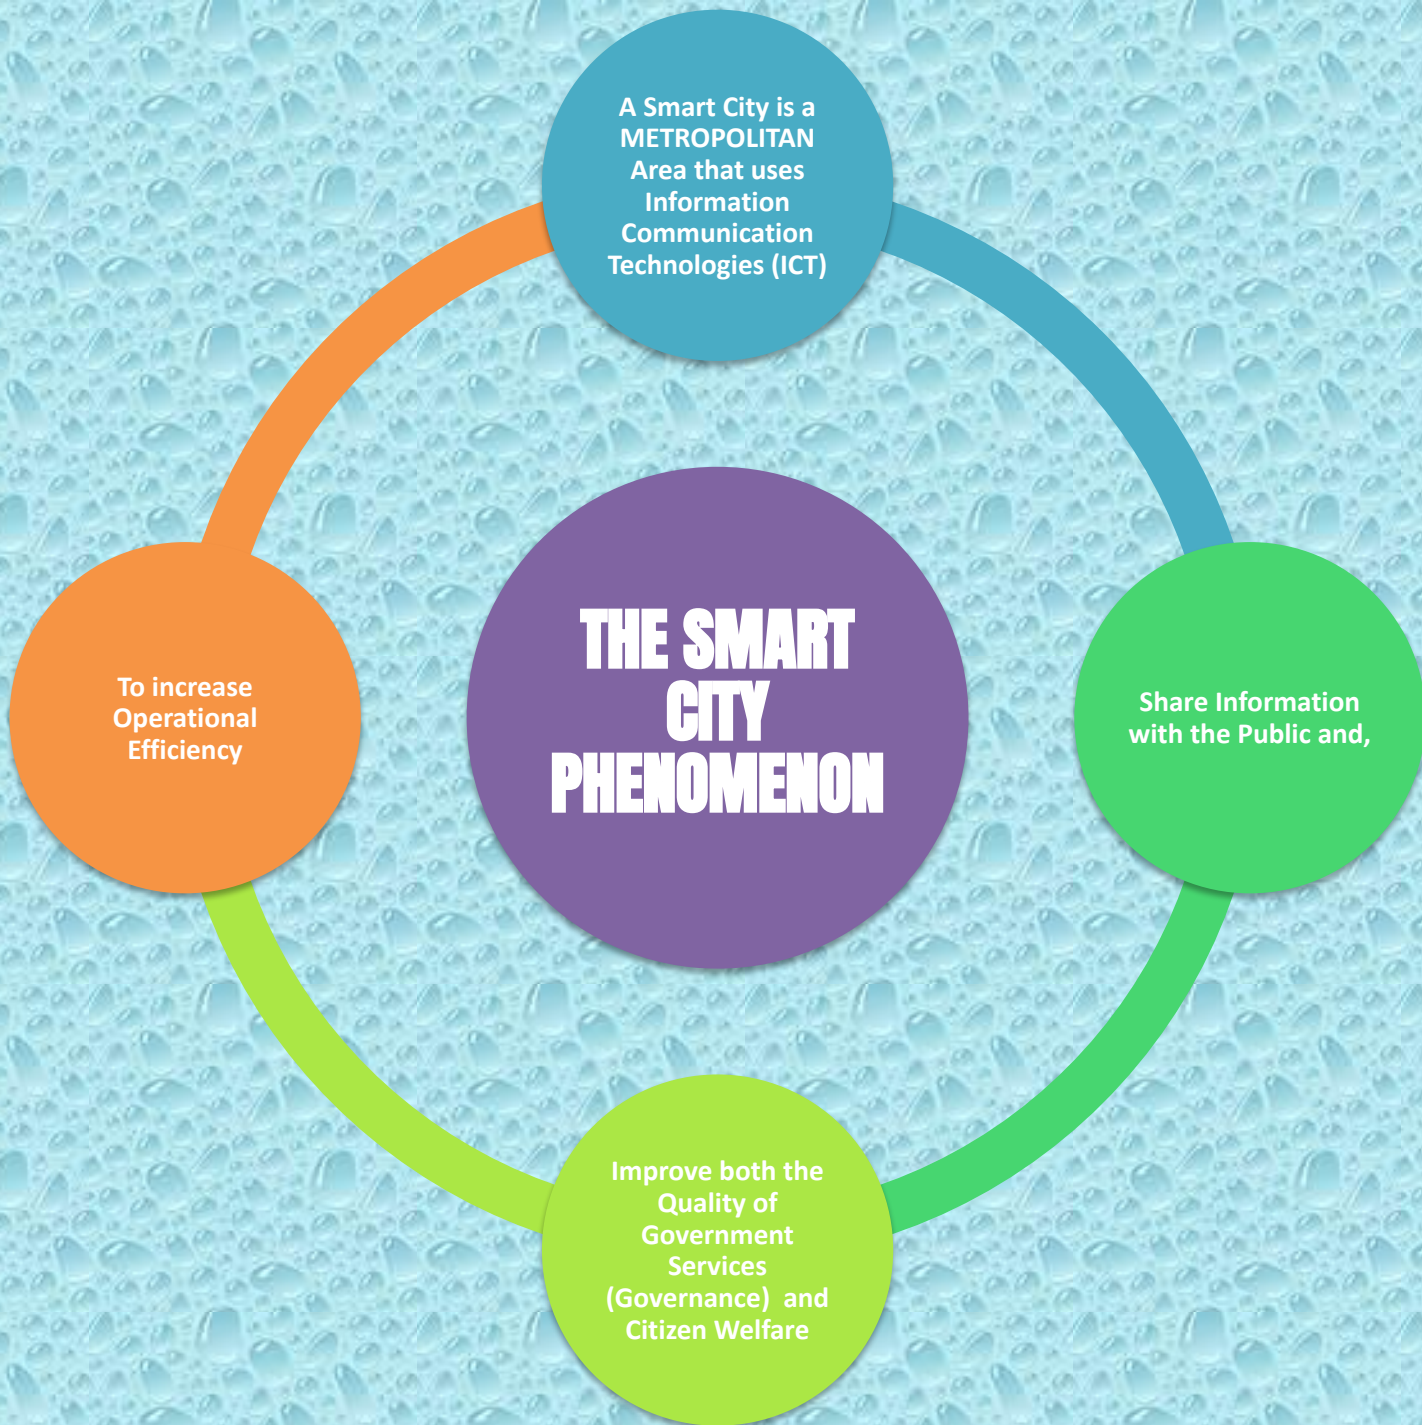 A Smart City is a
METROPOLITAN
Area that uses
Information
Communication
Technologies (ICT)
THE SMART
CITY
PHENOMENON
To increase
Operational
Efficiency
Share Information
with the Public and,
Improve both the
Quality of
Government
Services
(Governance)  and
Citizen Welfare